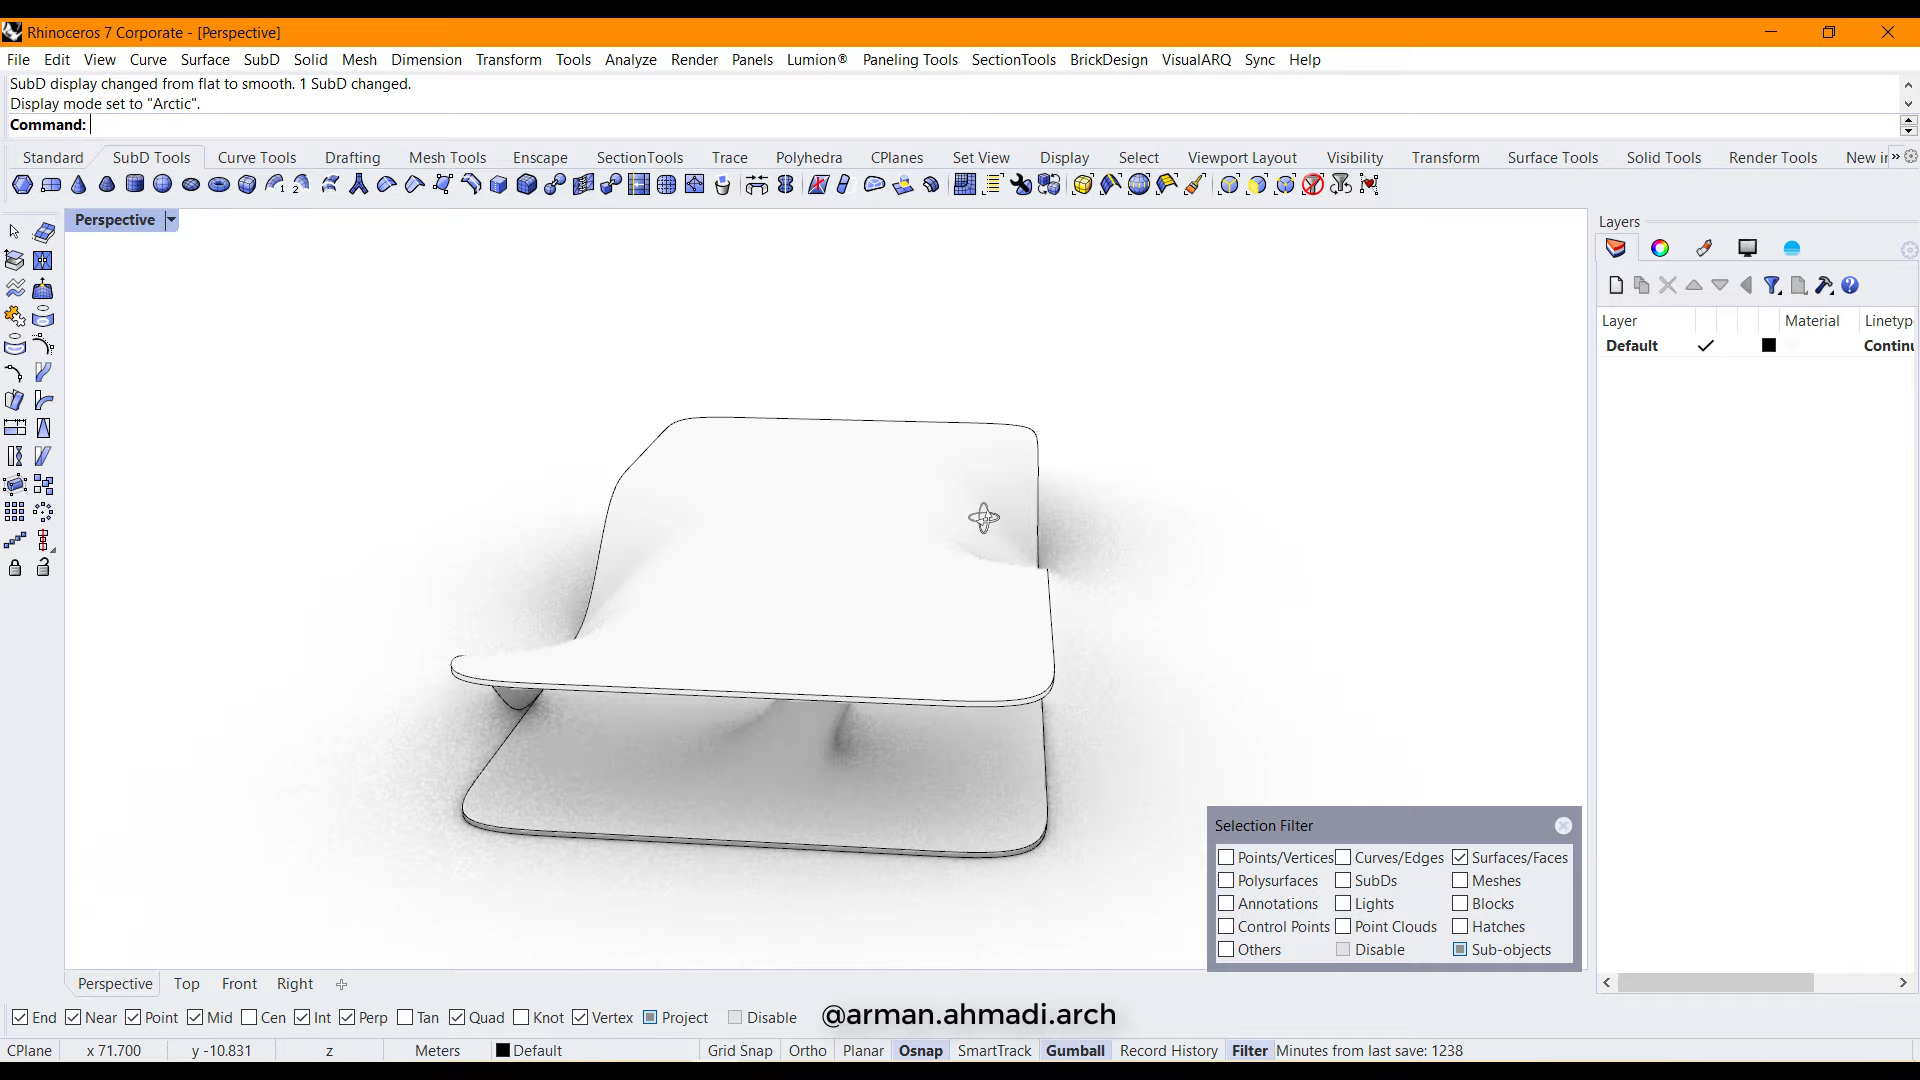 Rhinoceros 7 Corporate - [Perspective]
File Edit View Curve Surface SubD Solid Mesh Dimension Transform Tools Analyze Render Panels Lumion® Paneling Tools SectionTools BrickDesign VisualARQ Sync Help
SubD display changed from flat to smooth. 1 SubD changed.
Display mode set to "Arctic".
Command:
Standard SubD Tools Curve Tools Drafting Mesh Tools Enscape SectionTools Trace Polyhedra CPlanes Set View Display Select Viewport Layout Visibility Transform Surface Tools Solid Tools Render Tools New in
Perspective
Layers
Layer Material Linetyp
Default Continu
Selection Filter
Points/Vertices Curves/Edges Surfaces/Faces
Polysurfaces SubDs Meshes
Annotations Lights Blocks
Control Points Point Clouds Hatches
Others Disable Sub-objects
Perspective Top Front Right
End Near Point Mid Cen Int Perp Tan Quad Knot Vertex Project Disable
@arman.ahmadi.arch
CPlane x 71.700 y -10.831 z Meters Default Grid Snap Ortho Planar Osnap SmartTrack Gumball Record History Filter Minutes from last save: 1238